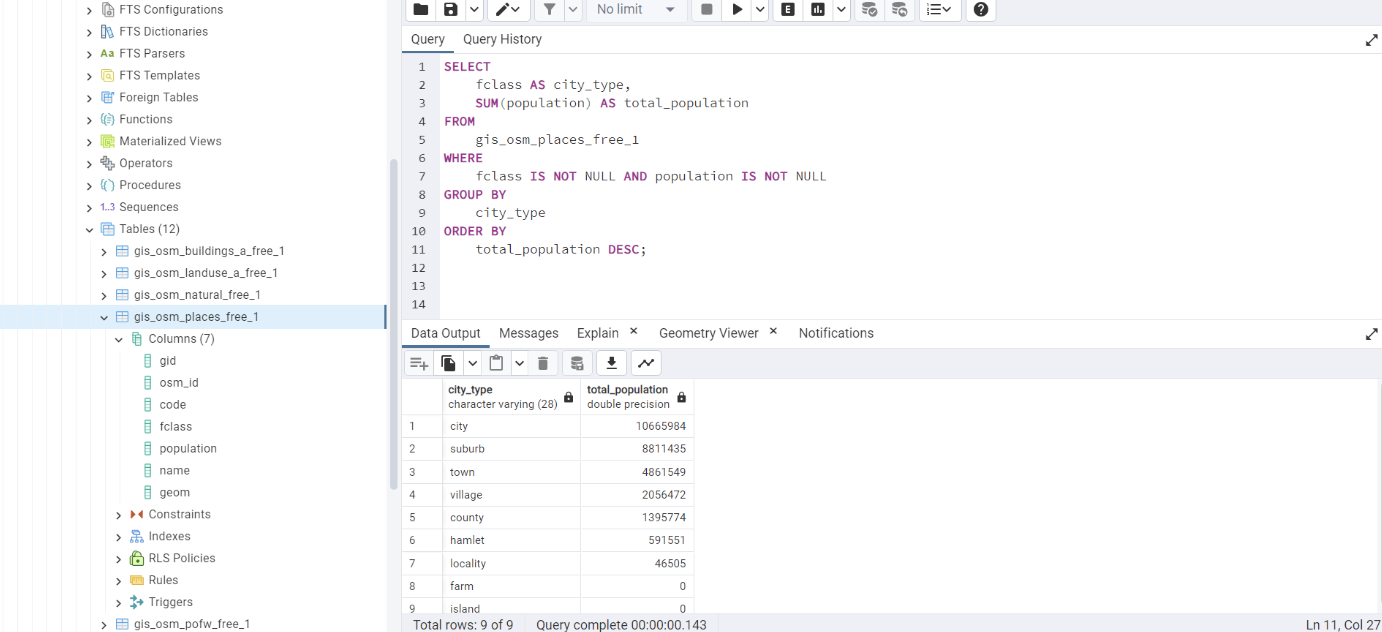 FTS Configurations
FTS Dictionaries
Aa FTS Parsers
FTS Templates
Foreign Tables
Functions
Materialized Views
Operators
Procedures
1..3 Sequences
Tables (12)
gis_osm_buildings_a_free_1
gis_osm_landuse_a_free_1
gis_osm_natural_free_1
gis_osm_places_free_1
Columns (7)
gid
osm_id
code
fclass
population
name
geom
Constraints
Indexes
RLS Policies
Rules
Triggers
gis_osm_pofw_free_1
No limit
E
Query Query History
1 SELECT
2 fclass AS city_type,
3 SUM(population) AS total_population
4 FROM
5 gis_osm_places_free_1
6 WHERE
7 fclass IS NOT NULL AND population IS NOT NULL
8 GROUP BY
9 city_type
10 ORDER BY
11 total_population DESC;
12
13
14
Data Output Messages Explain × Geometry Viewer × Notifications
city_type total_population
character varying (28) double precision
1 city 10665984
2 suburb 8811435
3 town 4861549
4 village 2056472
5 county 1395774
6 hamlet 591551
7 locality 46505
8 farm 0
9 island 0
Total rows: 9 of 9 Query complete 00:00:00.143 Ln 11, Col 27